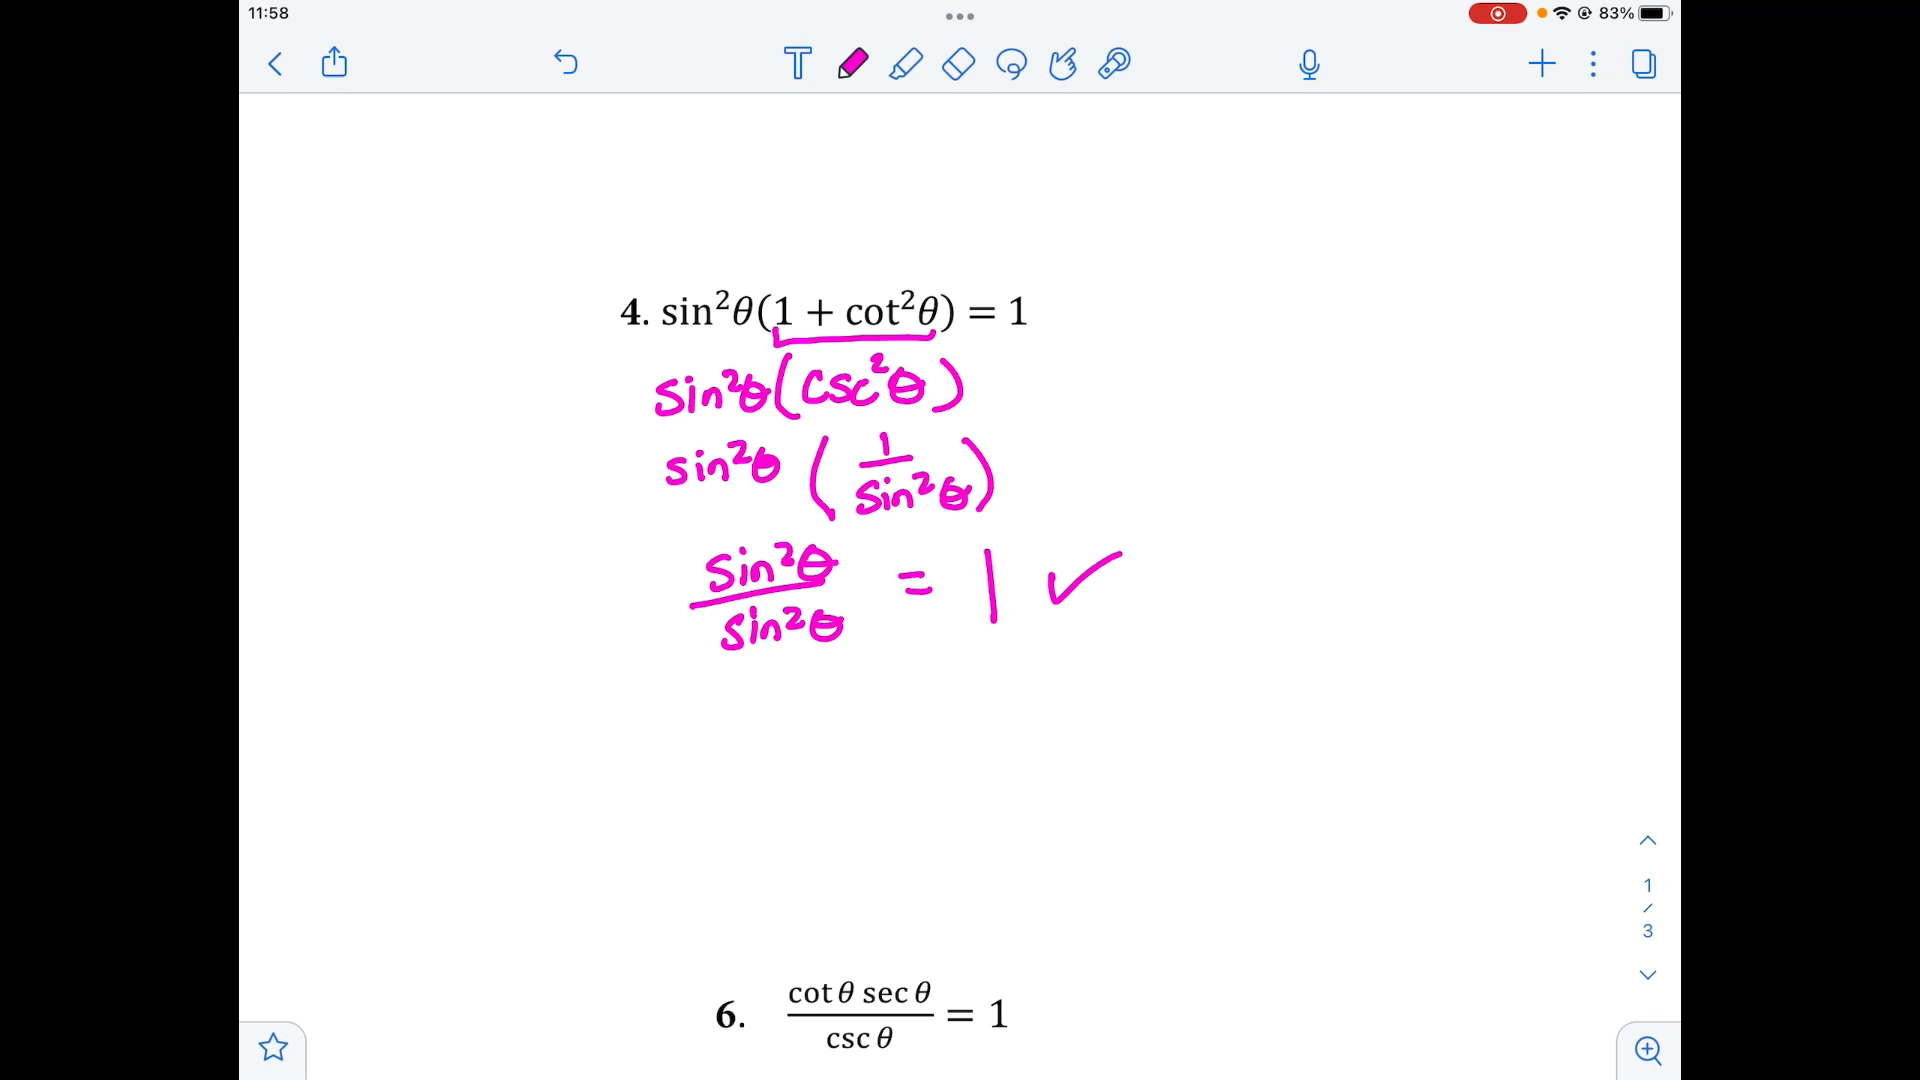 11:58
83%
4. sin²θ(1 + cot²θ) = 1
sin²θ(csc²θ)
sin²θ (1/sin²θ)
sin²θ/sin²θ = 1 ✓
1/3
6. cot θ sec θ/csc θ = 1